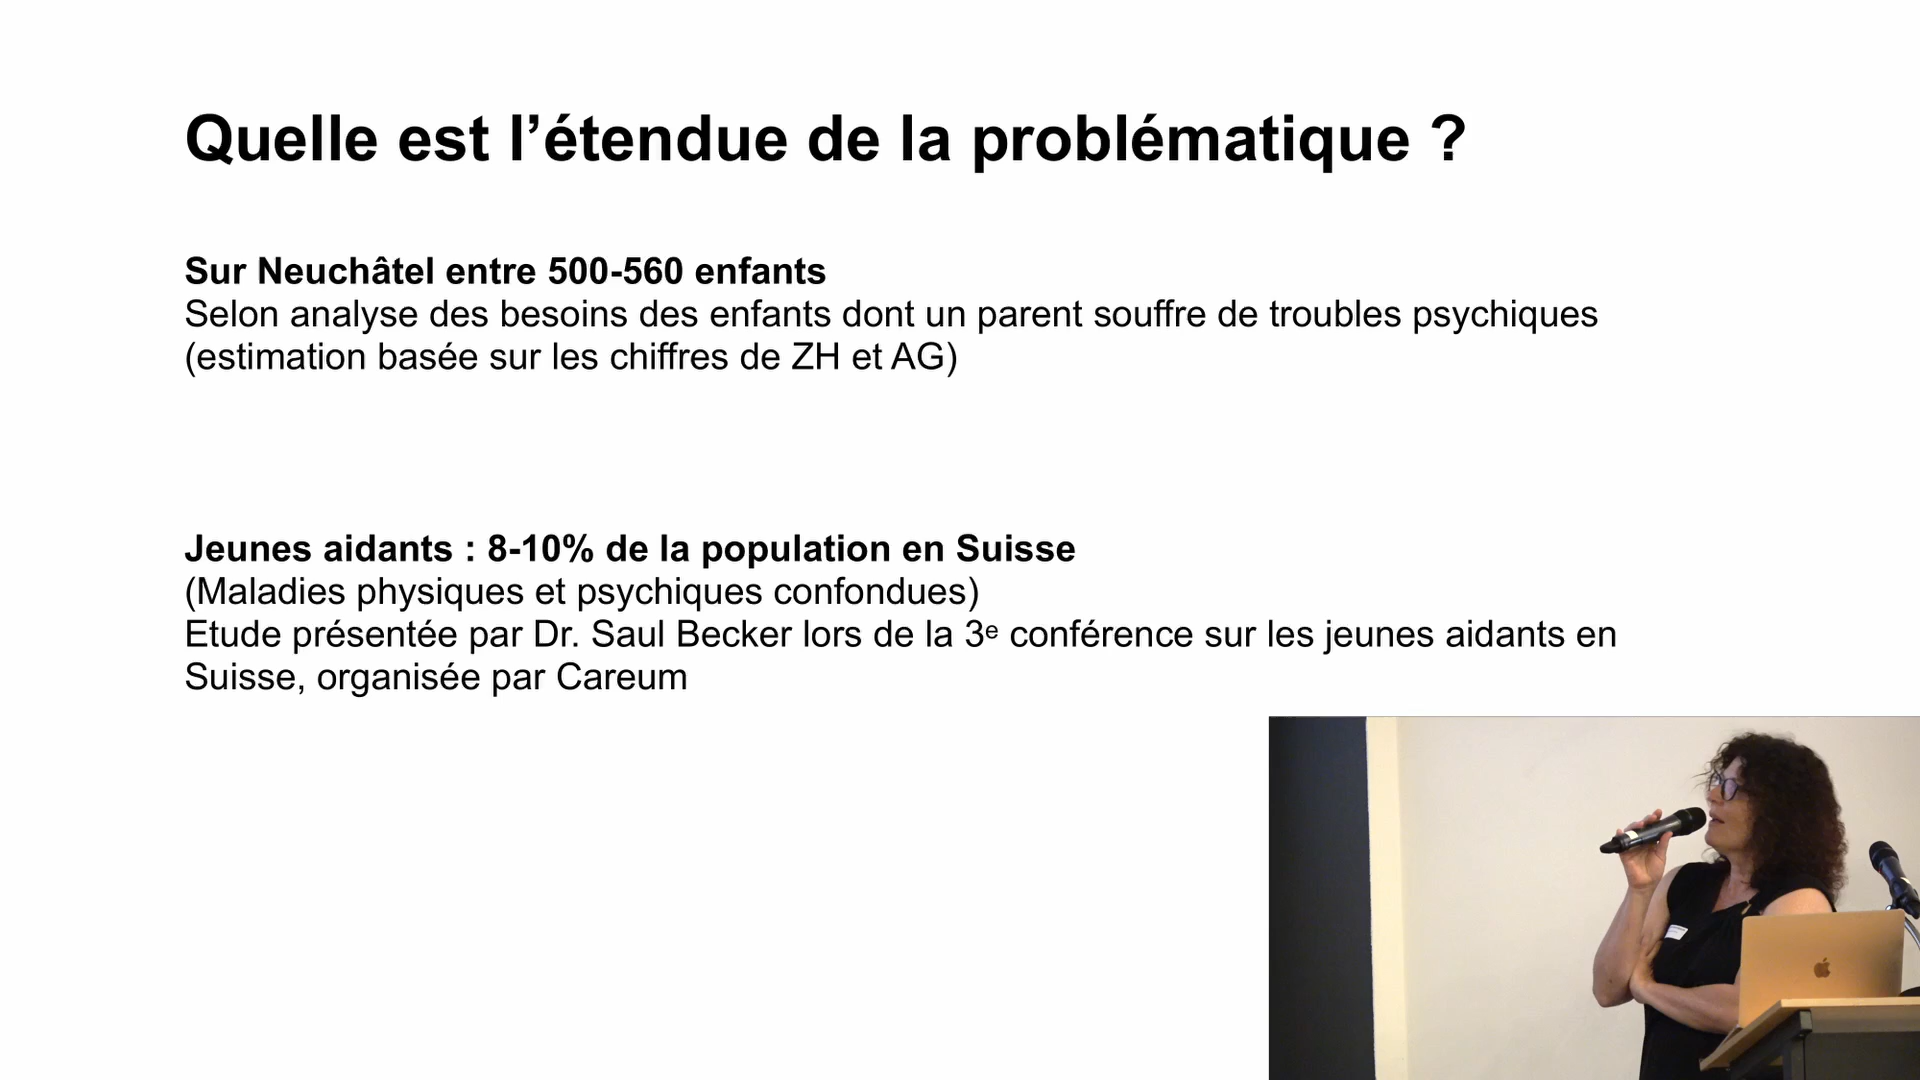 Quelle est l’étendue de la problématique ?
Sur Neuchâtel entre 500-560 enfants
Selon analyse des besoins des enfants dont un parent souffre de troubles psychiques
(estimation basée sur les chiffres de ZH et AG)
Jeunes aidants : 8-10% de la population en Suisse
(Maladies physiques et psychiques confondues)
Etude présentée par Dr. Saul Becker lors de la 3ᵉ conférence sur les jeunes aidants en
Suisse, organisée par Careum